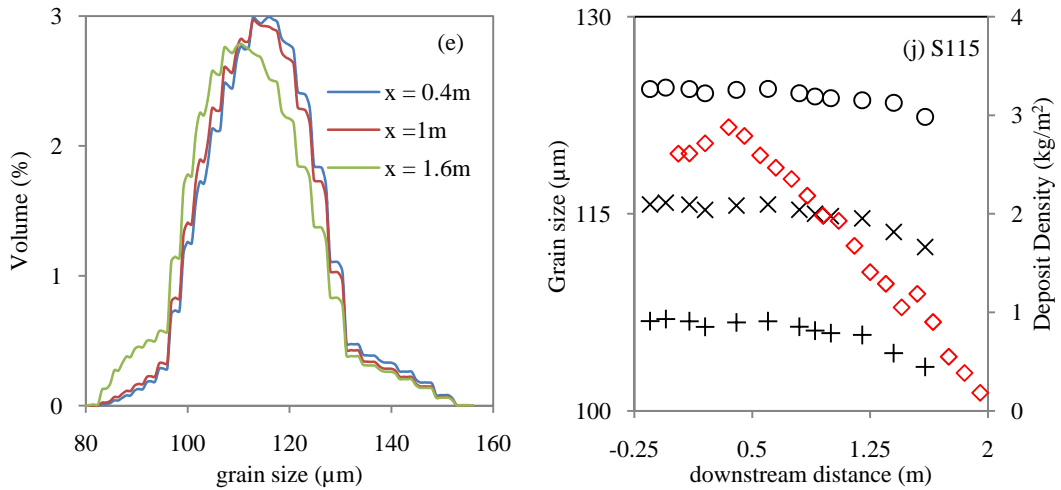 3
2
1
0
Volume (%)
(e)
x = 0.4m
x =1m
x = 1.6m
80
100
120
140
160
grain size (µm)
130
115
100
Grain size (µm)
(j) S115
4
3
2
1
0
Deposit Density (kg/m²)
-0.25
0.5
1.25
2
downstream distance (m)